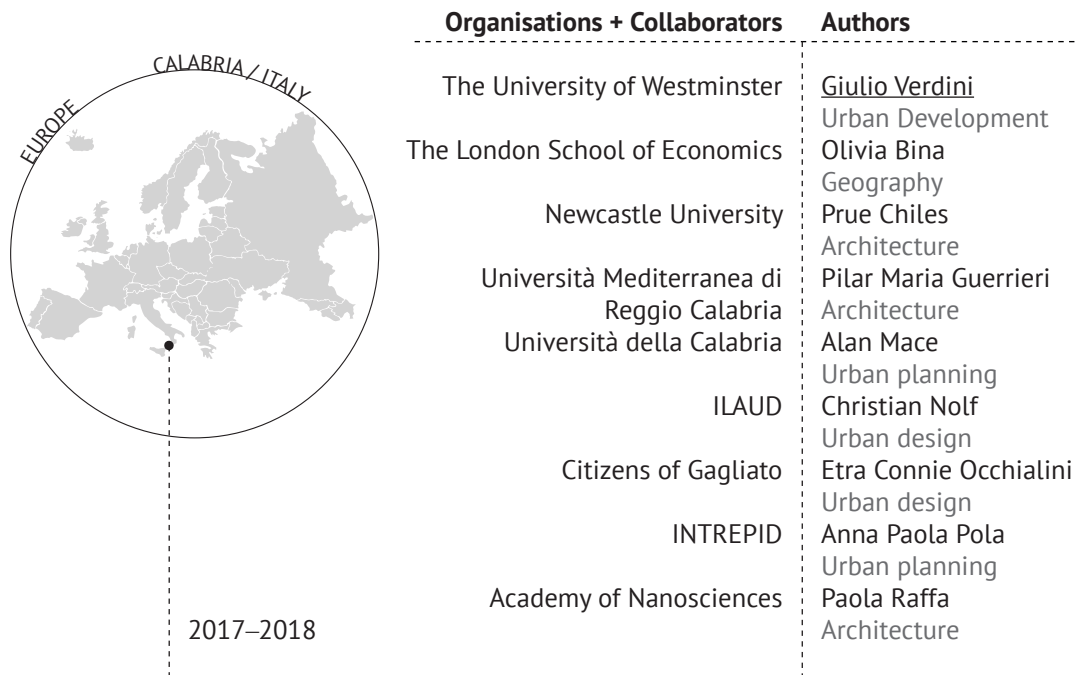 EUROPE
CALABRIA / ITALY
2017–2018
Organisations + Collaborators
The University of Westminster
The London School of Economics
Newcastle University
Università Mediterranea di
Reggio Calabria
Università della Calabria
ILAUD
Citizens of Gagliato
INTREPID
Academy of Nanosciences
Authors
Giulio Verdini
Urban Development
Olivia Bina
Geography
Prue Chiles
Architecture
Pilar Maria Guerrieri
Architecture
Alan Mace
Urban planning
Christian Nolf
Urban design
Etra Connie Occhialini
Urban design
Anna Paola Pola
Urban planning
Paola Raffa
Architecture